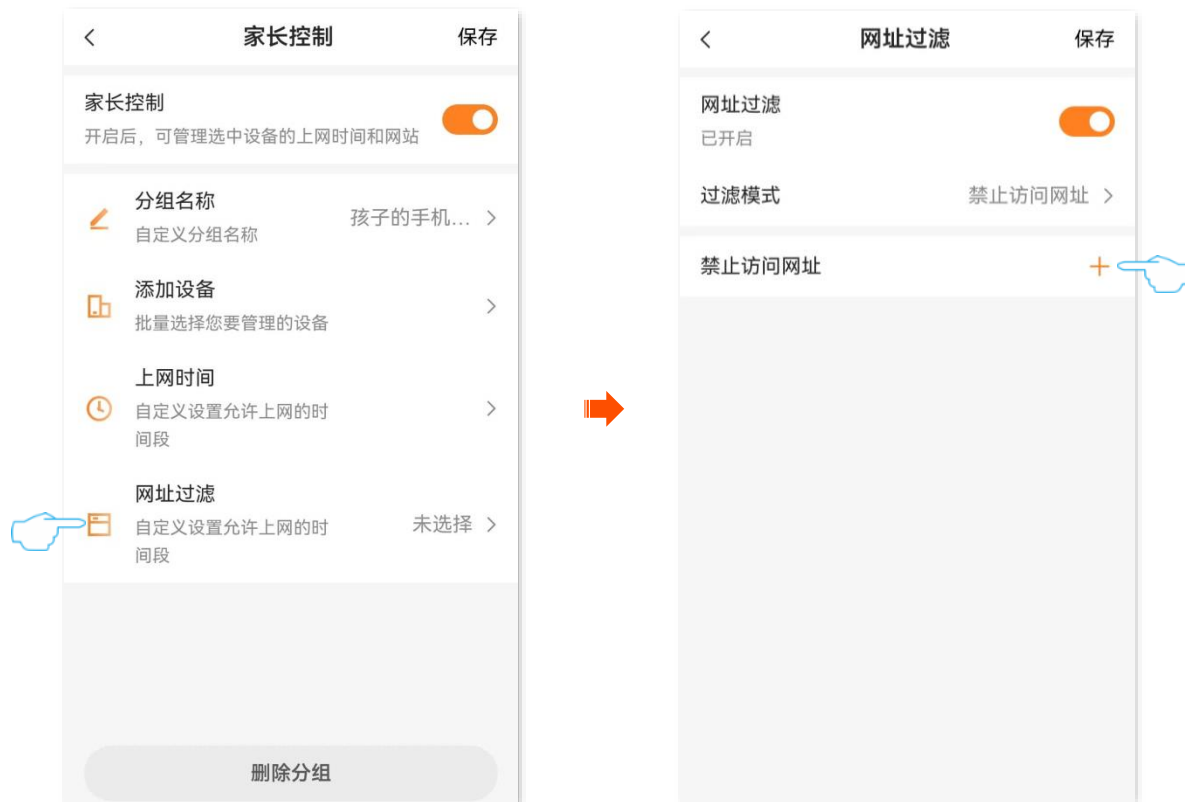 家长控制
保存
家长控制
开启后，可管理选中设备的上网时间和网站
分组名称
自定义分组名称
孩子的手机...
添加设备
批量选择您要管理的设备
上网时间
自定义设置允许上网的时
间段
网址过滤
自定义设置允许上网的时
间段
未选择
删除分组
网址过滤
保存
网址过滤
已开启
过滤模式
禁止访问网址
禁止访问网址